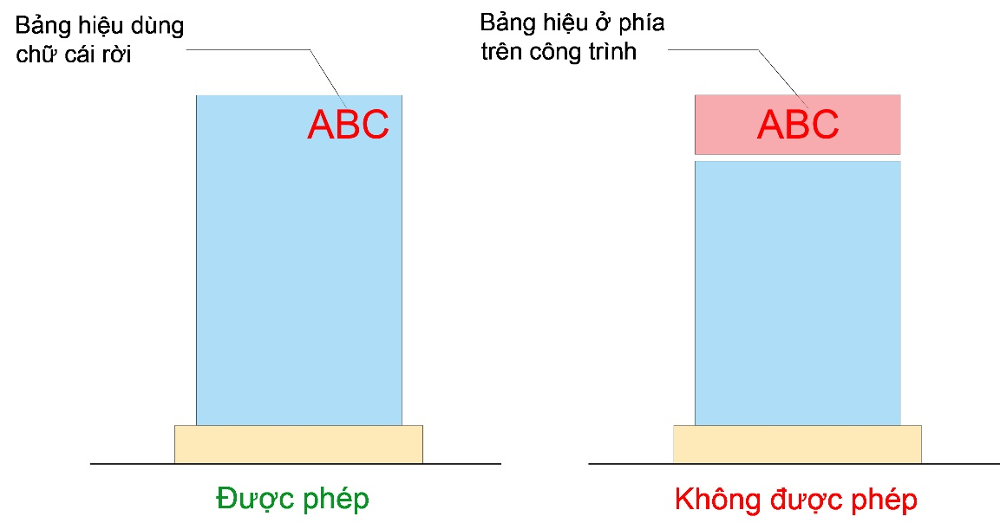 Bảng hiệu dùng
chữ cái rời
ABC
Được phép
Bảng hiệu ở phía
trên công trình
ABC
Không được phép